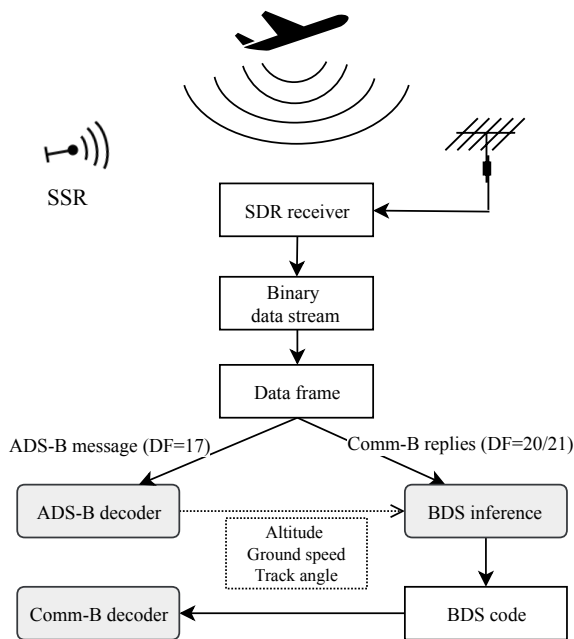 SSR
SDR receiver
Binary
data stream
Data frame
ADS-B message (DF=17)
Comm-B replies (DF=20/21)
ADS-B decoder
BDS inference
Altitude
Ground speed
Track angle
Comm-B decoder
BDS code